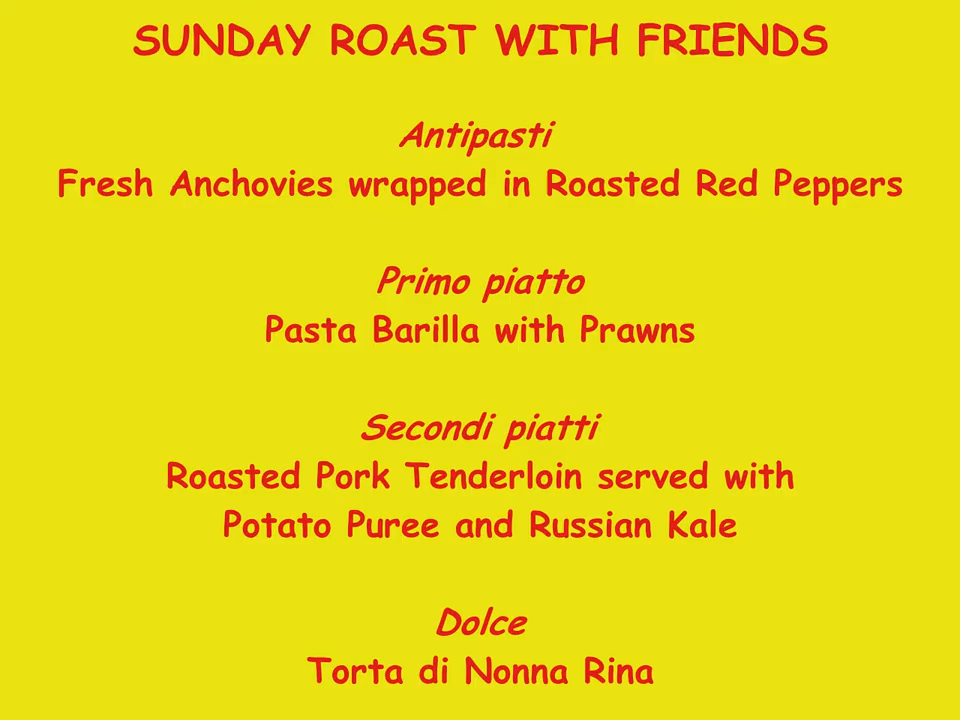 SUNDAY ROAST WITH FRIENDS
Antipasti
Fresh Anchovies wrapped in Roasted Red Peppers
Primo piatto
Pasta Barilla with Prawns
Secondi piatti
Roasted Pork Tenderloin served with
Potato Puree and Russian Kale
Dolce
Torta di Nonna Rina